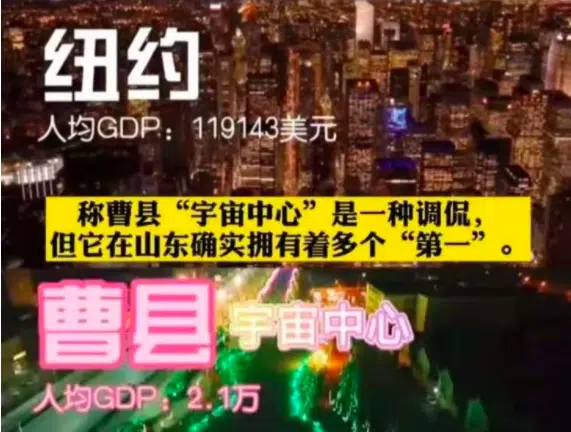 纽约
人均GDP：119143美元
称曹县“宇宙中心”是一种调侃，
但它在山东确实拥有着多个“第一”。
曹县 宇宙中心
人均GDP：2.1万